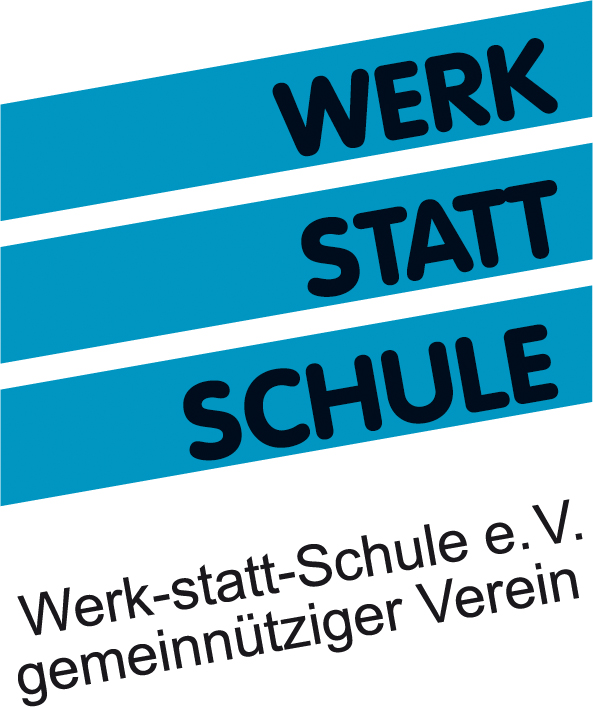 WERK
STATT
SCHULE
Werk-statt-Schule e. V.
gemeinnütziger Verein